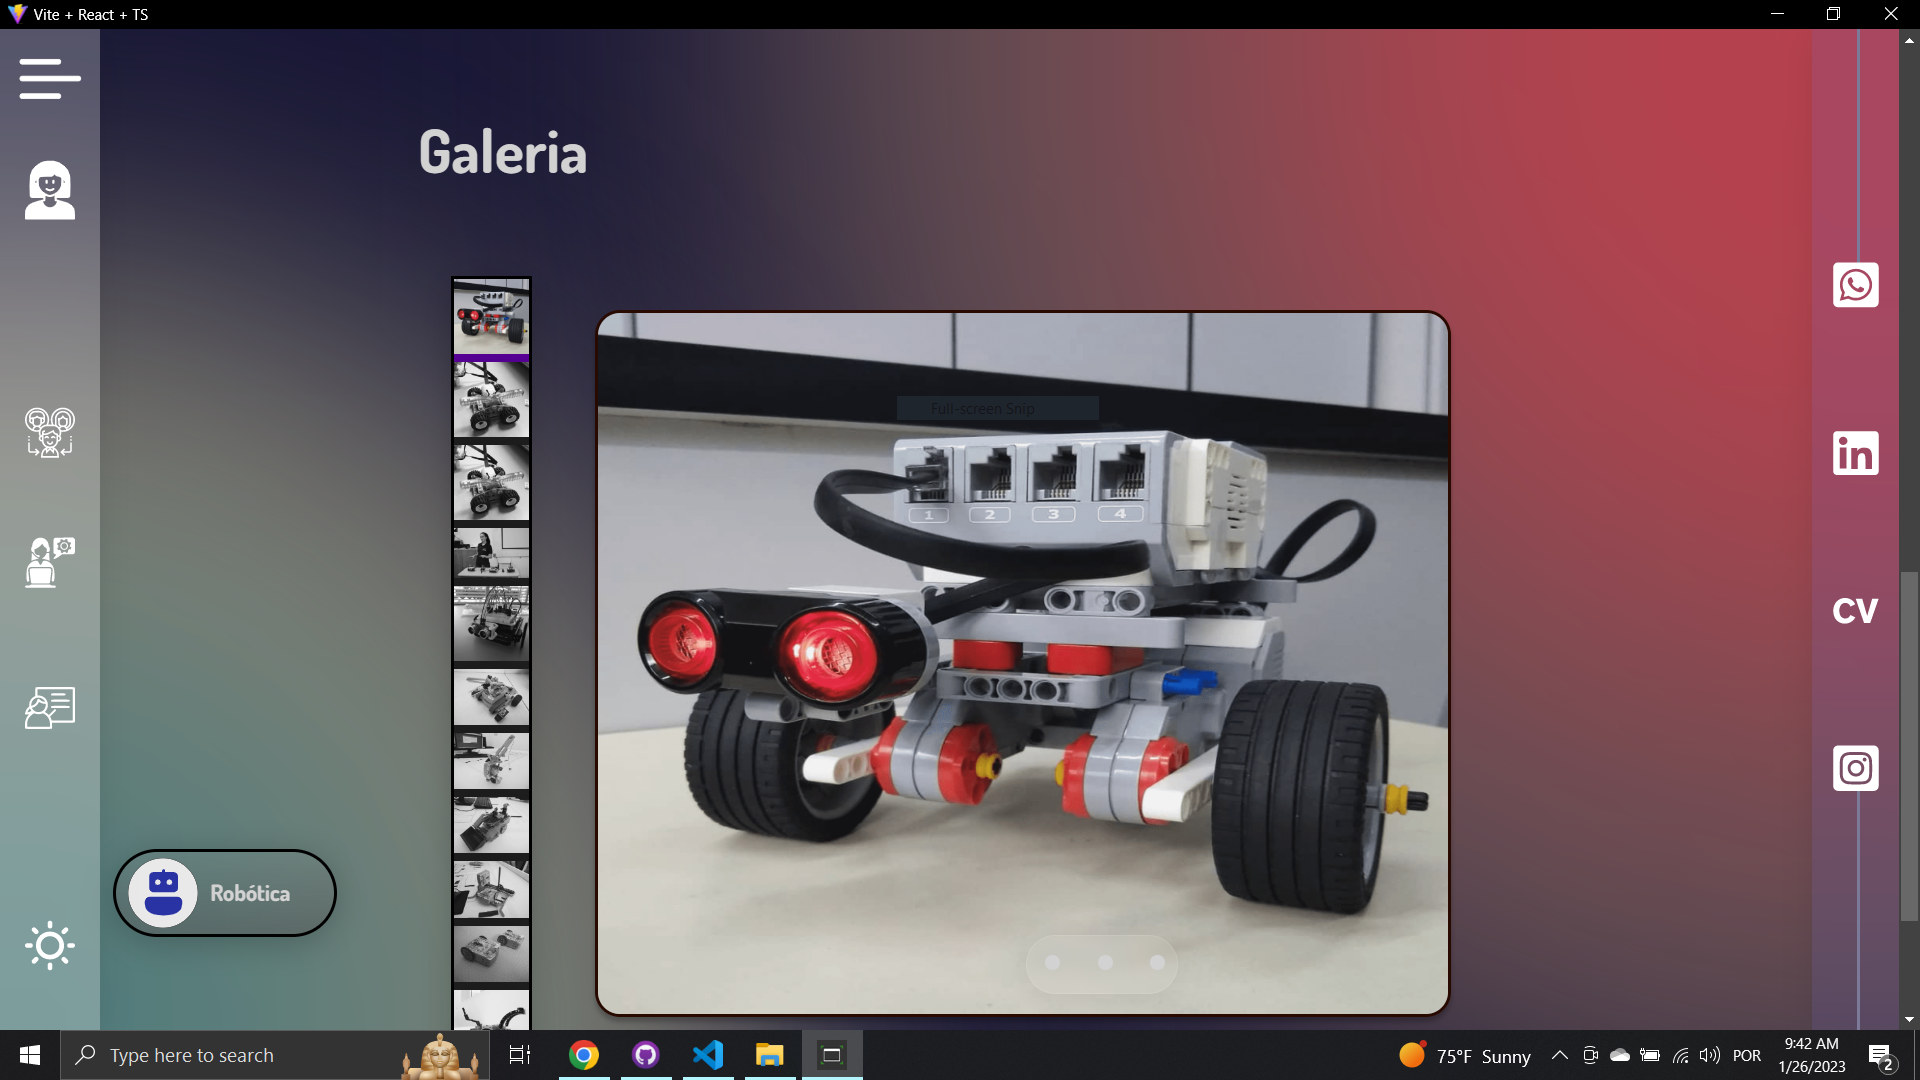 Vite + React + TS
Galeria
Full-screen Snip
1 2 3 4
in
CV
Robótica
Type here to search
75°F Sunny
POR
9:42 AM
1/26/2023
2